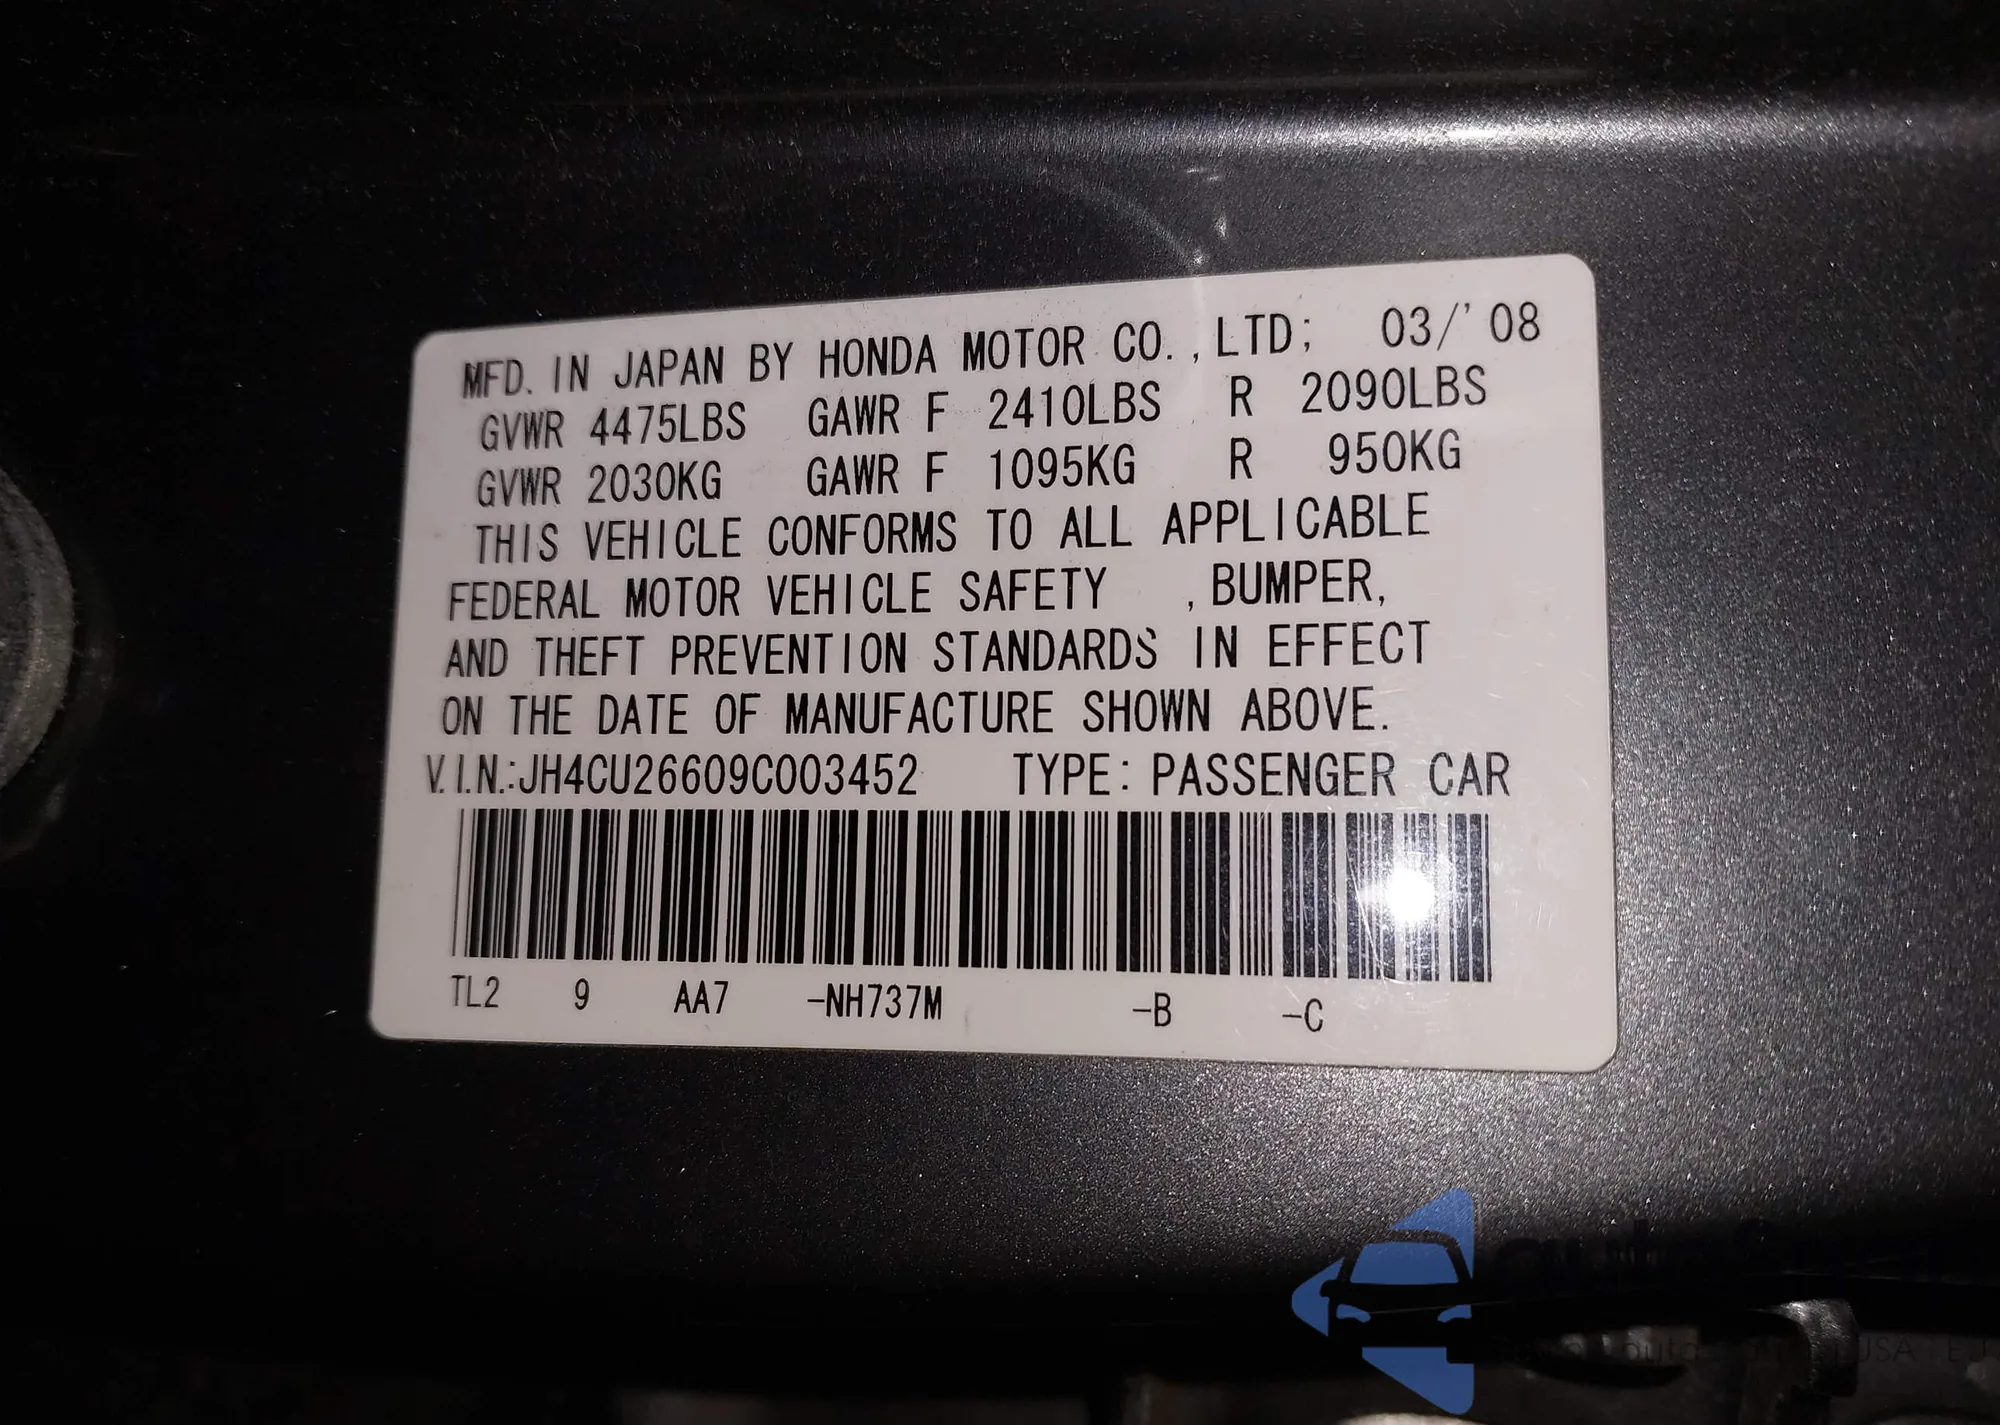 MFD. IN JAPAN BY HONDA MOTOR CO.,LTD; 03/'08
GVWR 4475LBS GAWR F 2410LBS R 2090LBS
GVWR 2030KG GAWR F 1095KG R 950KG
THIS VEHICLE CONFORMS TO ALL APPLICABLE
FEDERAL MOTOR VEHICLE SAFETY ,BUMPER,
AND THEFT PREVENTION STANDARDS IN EFFECT
ON THE DATE OF MANUFACTURE SHOWN ABOVE.
V.I.N.:JH4CU26609C003452 TYPE: PASSENGER CAR
TL2 9 AA7 -NH737M -B -C